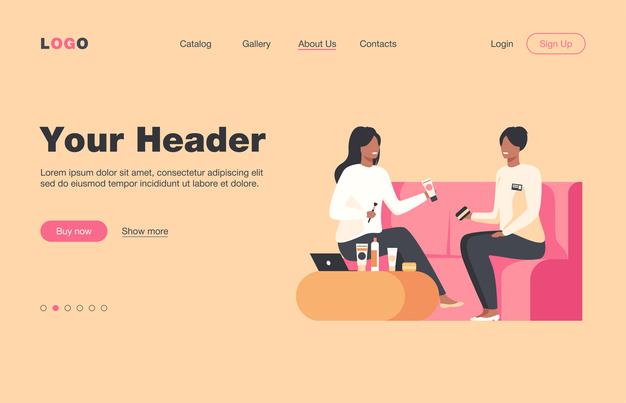 LOGO
Catalog
Gallery
About Us
Contacts
Login
Sign Up
Your Header
Lorem ipsum dolor sit amet, consectetur adipiscing elit
sed do eiusmod tempor incididunt ut labore et dolore.
Buy now
Show more